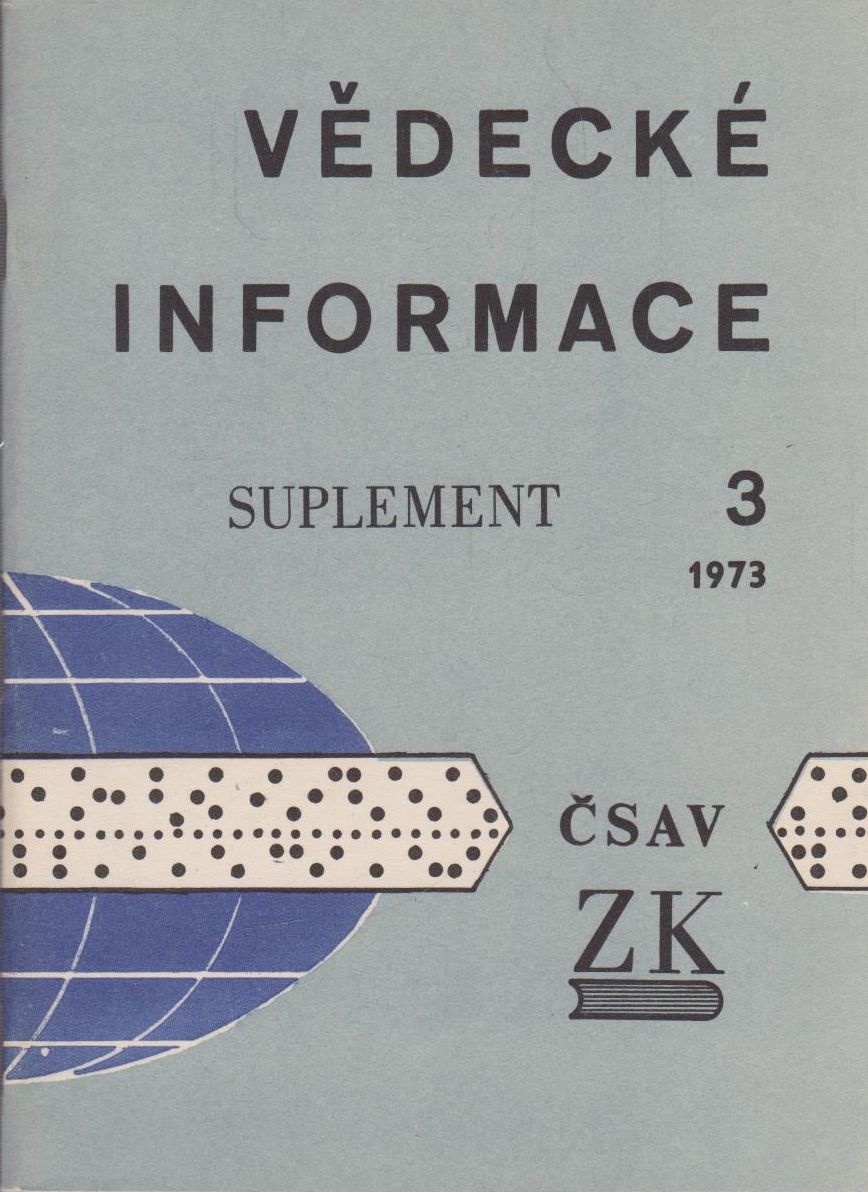 VĚDECKÉ
INFORMACE
SUPLEMENT 3
1973
ČSAV
ZK